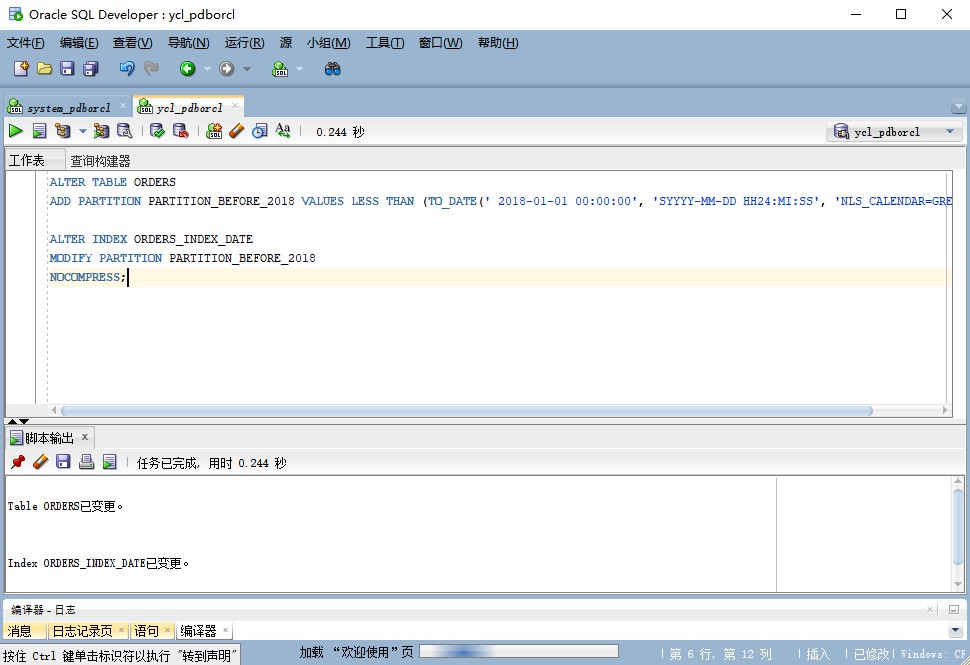 Oracle SQL Developer : ycl_pdborcl
文件(F) 编辑(E) 查看(V) 导航(N) 运行(R) 源 小组(M) 工具(T) 窗口(W) 帮助(H)
system_pdborcl × ycl_pdborcl ×
0.244 秒 ycl_pdborcl
工作表 查询构建器
ALTER TABLE ORDERS
ADD PARTITION PARTITION_BEFORE_2018 VALUES LESS THAN (TO_DATE(' 2018-01-01 00:00:00', 'SYYYY-MM-DD HH24:MI:SS', 'NLS_CALENDAR=GRE
ALTER INDEX ORDERS_INDEX_DATE
MODIFY PARTITION PARTITION_BEFORE_2018
NOCOMPRESS;
脚本输出 ×
任务已完成, 用时 0.244 秒
Table ORDERS已变更。
Index ORDERS_INDEX_DATE已变更。
编译器 - 日志
消息 日志记录页 × 语句 × 编译器 ×
按住 Ctrl 键单击标识符以执行 "转到声明" 加载 “欢迎使用”页 第 6 行, 第 12 列 插入 已修改 Windows: CR